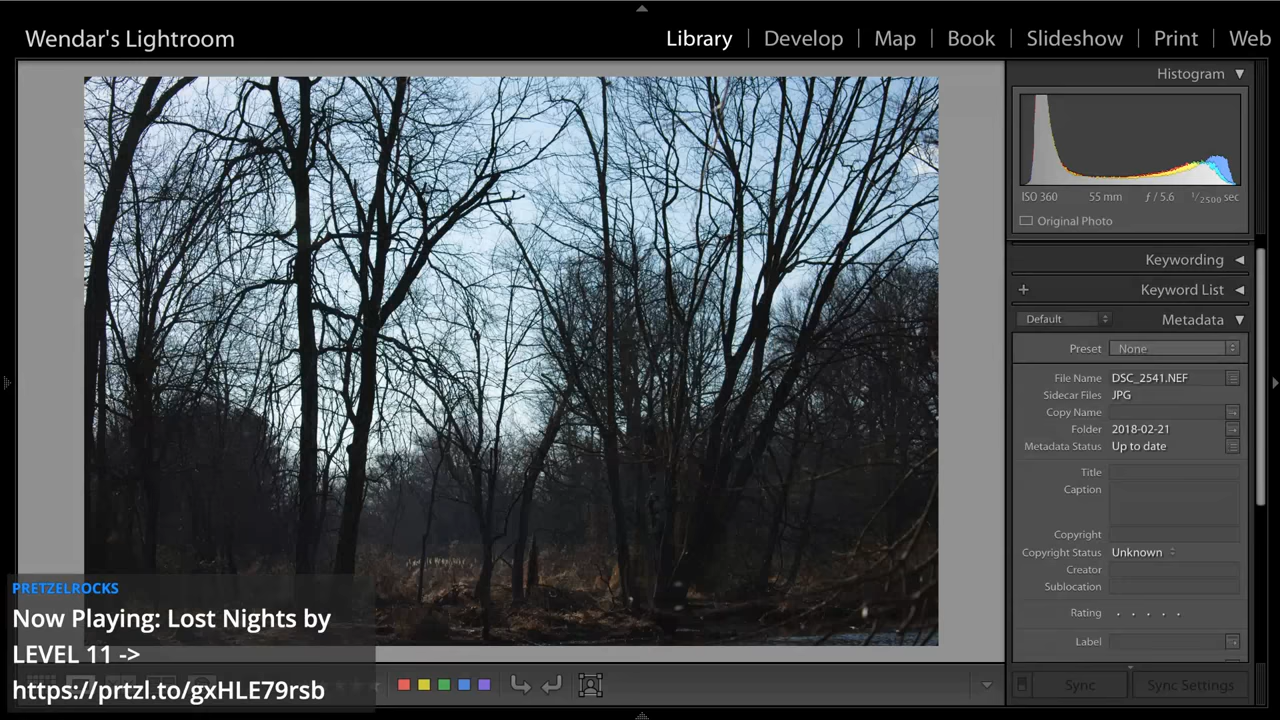 Wendar's Lightroom
Library | Develop | Map | Book | Slideshow | Print | Web
Histogram
ISO 360 55 mm ƒ / 5.6 1/2500 sec
Original Photo
Keywording
+ Keyword List
Default Metadata
Preset None
File Name DSC_2541.NEF
Sidecar Files JPG
Copy Name
Folder 2018-02-21
Metadata Status Up to date
Title
Caption
Copyright
Copyright Status Unknown
Creator
Sublocation
Rating
Label
Sync Sync Settings
PRETZELROCKS
Now Playing: Lost Nights by
LEVEL 11 ->
https://prtzl.to/gxHLE79rsb